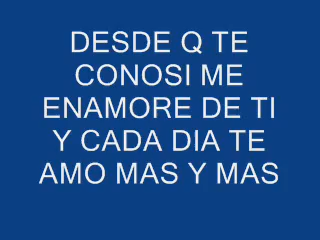 DESDE Q TE
CONOSI ME
ENAMORE DE TI
Y CADA DIA TE
AMO MAS Y MAS